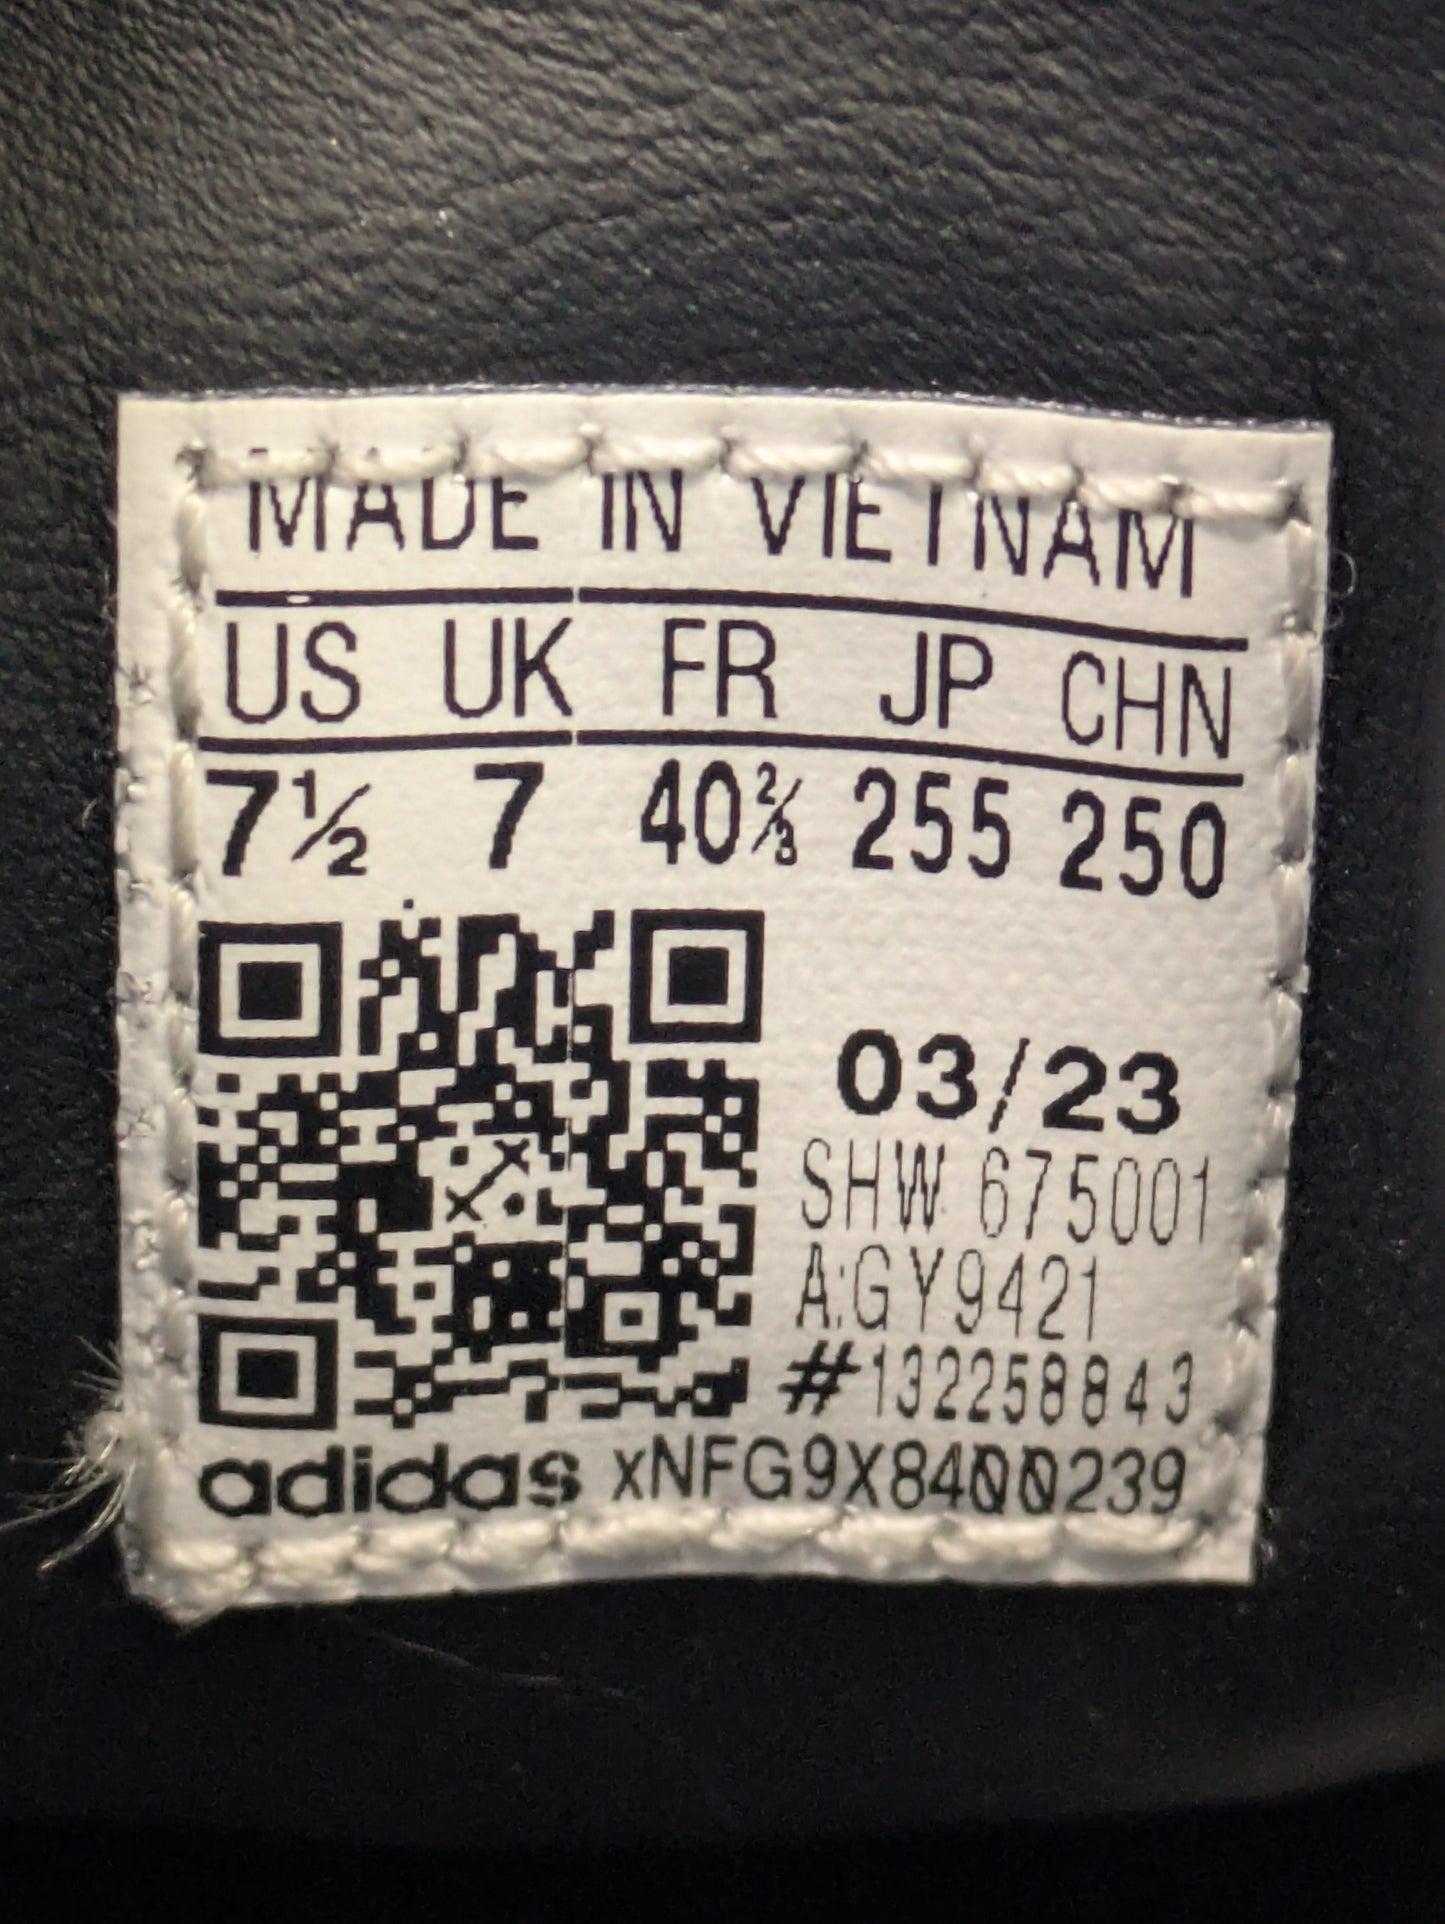 MADE IN VIETNAM
US UK FR JP CHN
7½ 7 40⅔ 255 250
03/23
SHW 675001
A:GY9421
#132258843
adidas xNFG9X8400239